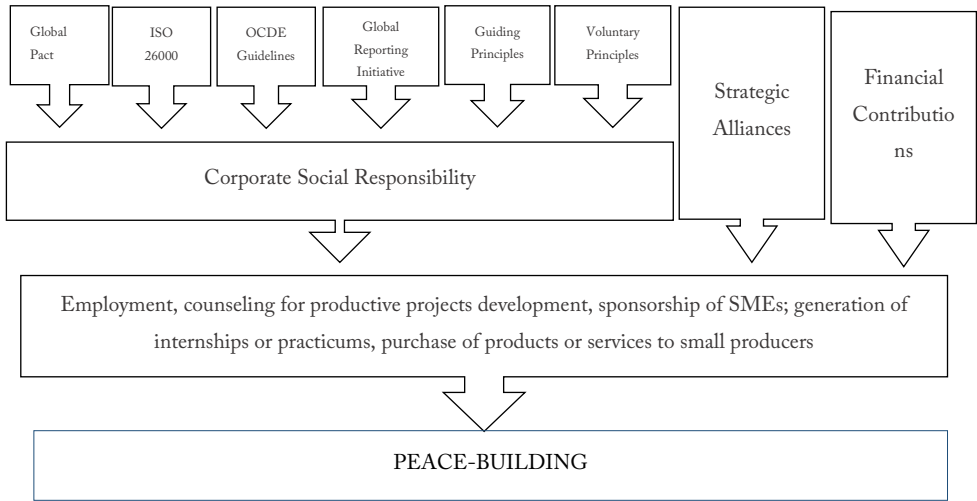 Global
Pact
ISO
26000
OCDE
Guidelines
Global
Reporting
Initiative
Guiding
Principles
Voluntary
Principles
Strategic
Alliances
Financial
Contributio
ns
Corporate Social Responsibility
Employment, counseling for productive projects development, sponsorship of SMEs; generation of
internships or practicums, purchase of products or services to small producers
PEACE-BUILDING